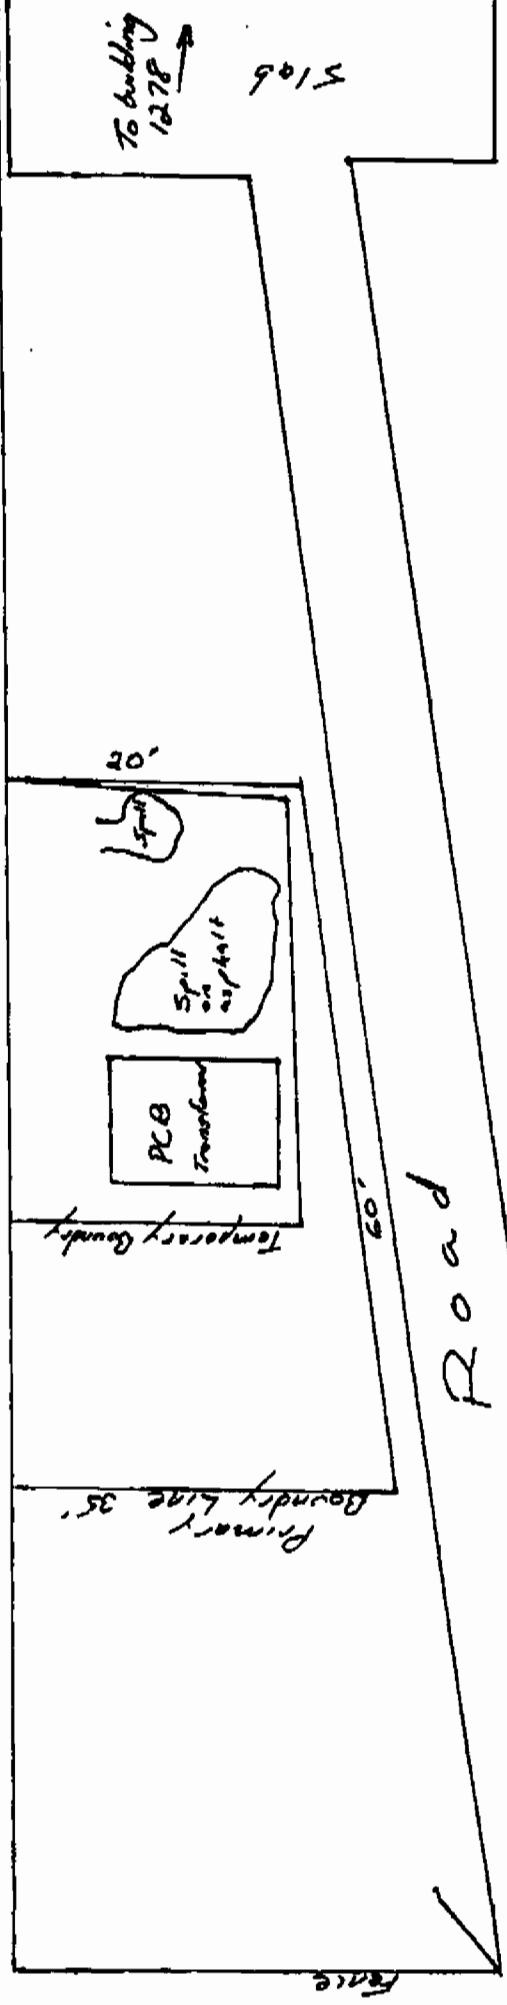 To building
1278
Slab
20'
Spill
Spill
on
asphalt
PCB
Transformer
Temporary Boundry
60'
Road
Primary
Boundry Line 35'
Fence